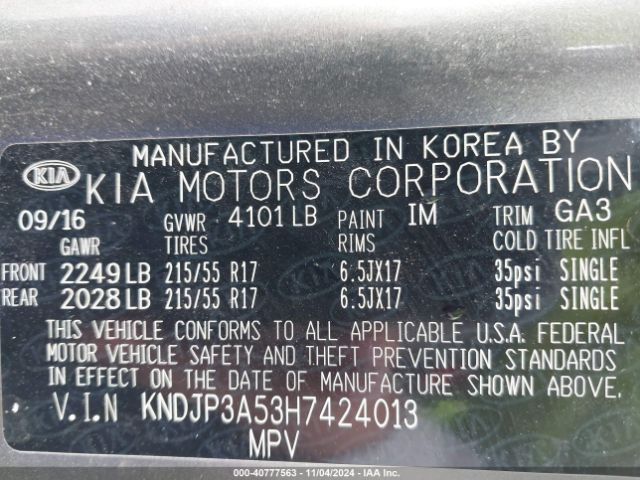 MANUFACTURED IN KOREA BY
KIA KIA MOTORS CORPORATION
09/16 GVWR 4101 LB PAINT IM TRIM GA3
GAWR TIRES RIMS COLD TIRE INFL
FRONT 2249 LB 215/55 R17 6.5JX17 35psi SINGLE
REAR 2028 LB 215/55 R17 6.5JX17 35psi SINGLE
THIS VEHICLE CONFORMS TO ALL APPLICABLE U.S.A. FEDERAL
MOTOR VEHICLE SAFETY AND THEFT PREVENTION STANDARDS
IN EFFECT ON THE DATE OF MANUFACTURE SHOWN ABOVE.
V.I.N KNDJP3A53H7424013
MPV
000-40777563 - 11/04/2024 - IAA Inc.